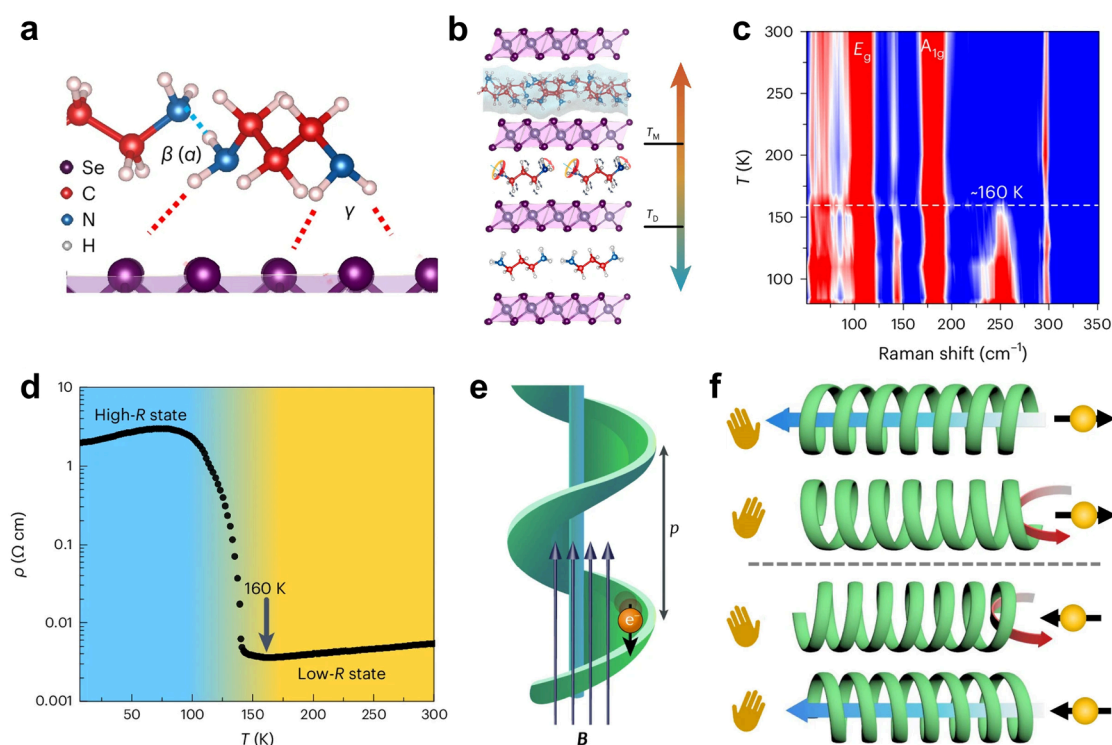 a
β (α)
γ
Se
C
N
H
b
T_M
T_D
c
E_g
A_1g
~160 K
300
250
200
150
100
T (K)
100 150 200 250 300 350
Raman shift (cm⁻¹)
d
10
1
0.1
0.01
0.001
ρ (Ω cm)
High-R state
160 K
Low-R state
50 100 150 200 250 300
T (K)
e
p
e⁻
B
f